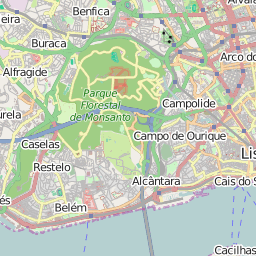 Benfica
Alvala
eira
Buraca
Arco do
Alfragide
Parque
Florestal
de Monsanto
Campolide
urela
Campo de Ourique
Caselas
Lis
Restelo
Alcântara
Cais do S
és
Belém
Cacilhas